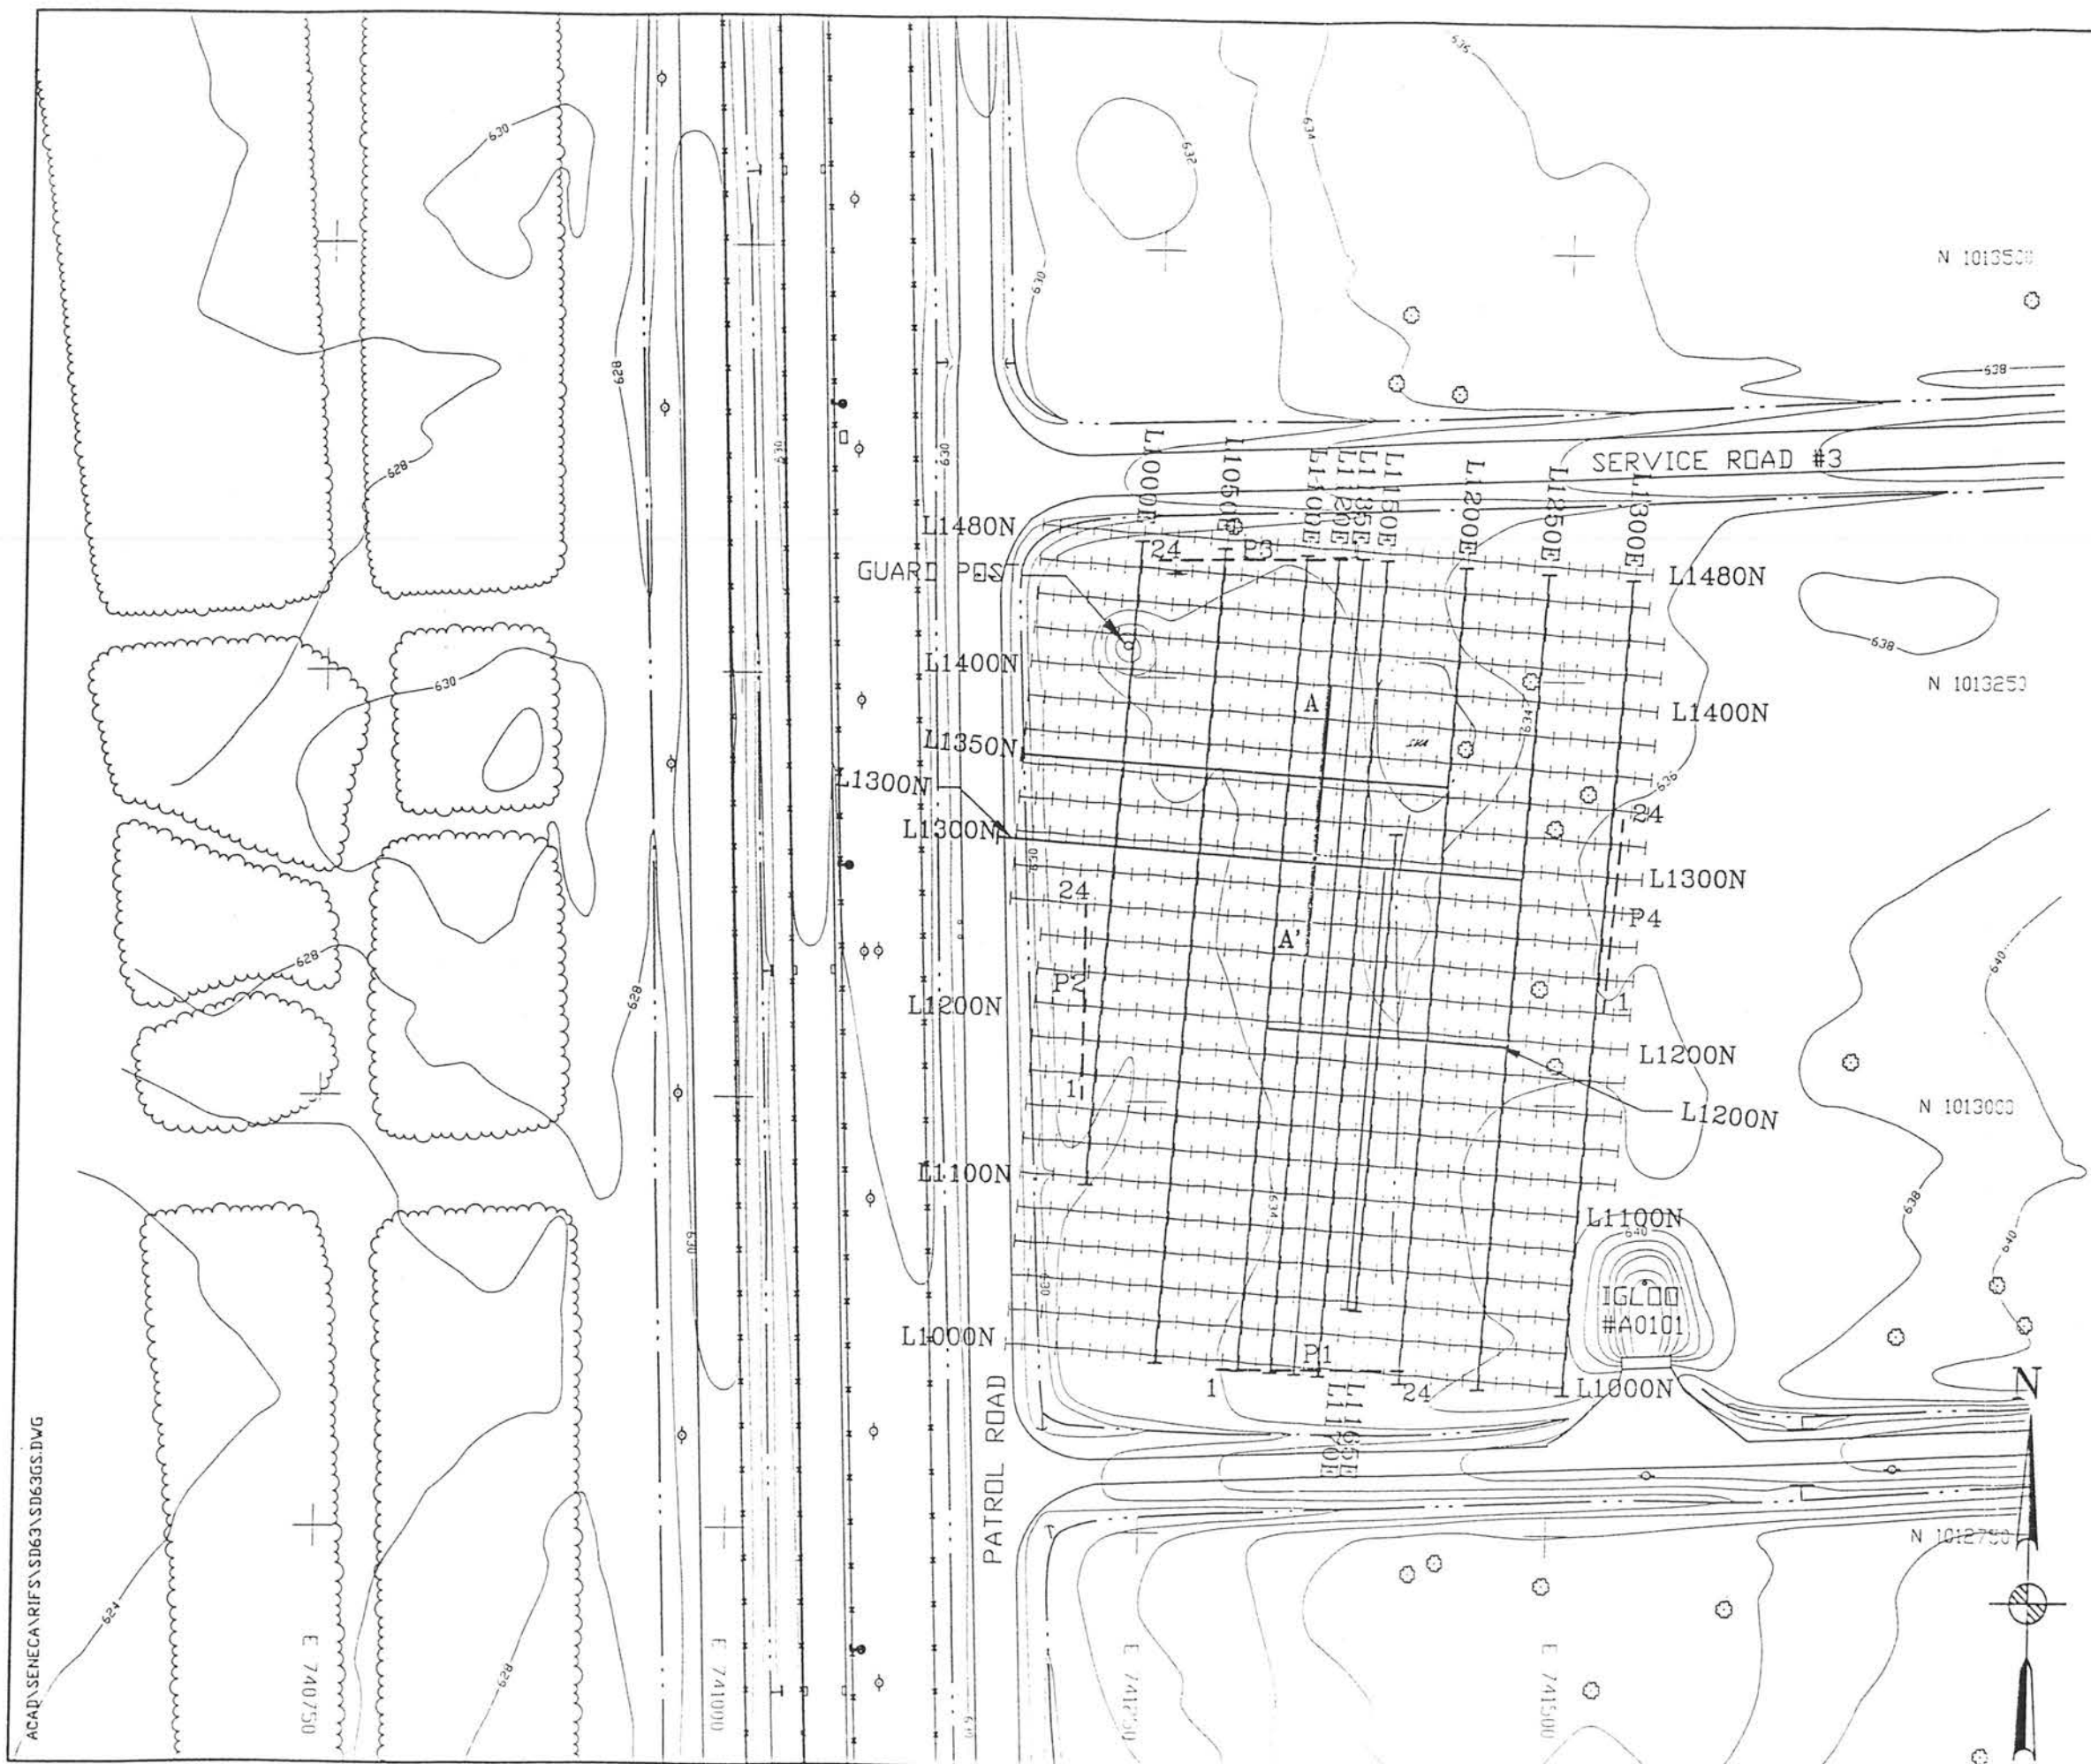 636
630
634
632
N 1013500
638
628
630
630
628
SERVICE ROAD #3
L1000E
L1050E
L1100E
L1120E
L1135E
L1150E
L1200E
L1250E
L1300E
L1480N
24
P3
GUARD POST
L1480N
638
L1400N
630
N 1013250
A
L1400N
634
L1350N
636
L1300N
24
L1300N
630
L1300N
24
P4
A'
628
640
P2
628
L1200N
1
L1200N
1
L1200N
N 1013000
L1100N
638
634
L1100N
640
630
640
630
IGLOO
#A0101
L1000N
P1
1
24
L1000N
N
L1170E
L1165E
PATROL ROAD
N 1012750
624
628
E 740750
E 741000
E 741250
E 741500
ACAD\SENECA\RIFS\SD63\SD63GS.DWG